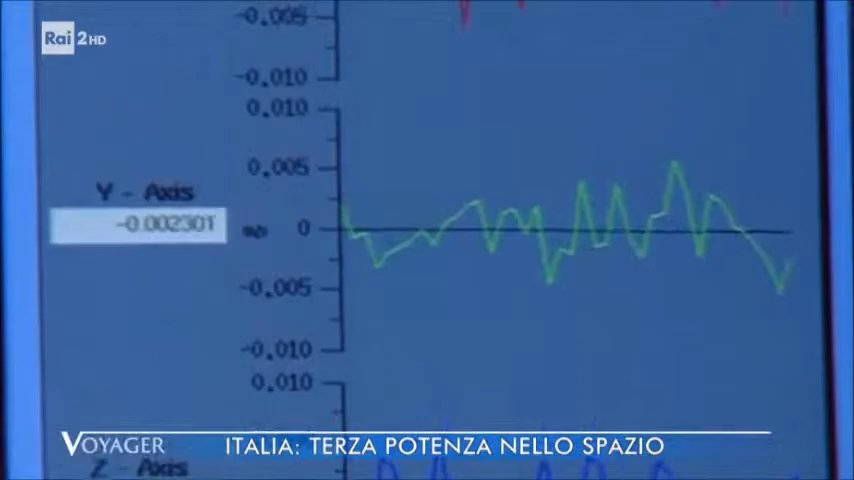 -0.005
Rai 2HD
-0.010
0.010
0.005
Y - Axis
-0.002301
0
-0.005
-0.010
0.010
VOYAGER
ITALIA: TERZA POTENZA NELLO SPAZIO
Z - Axis